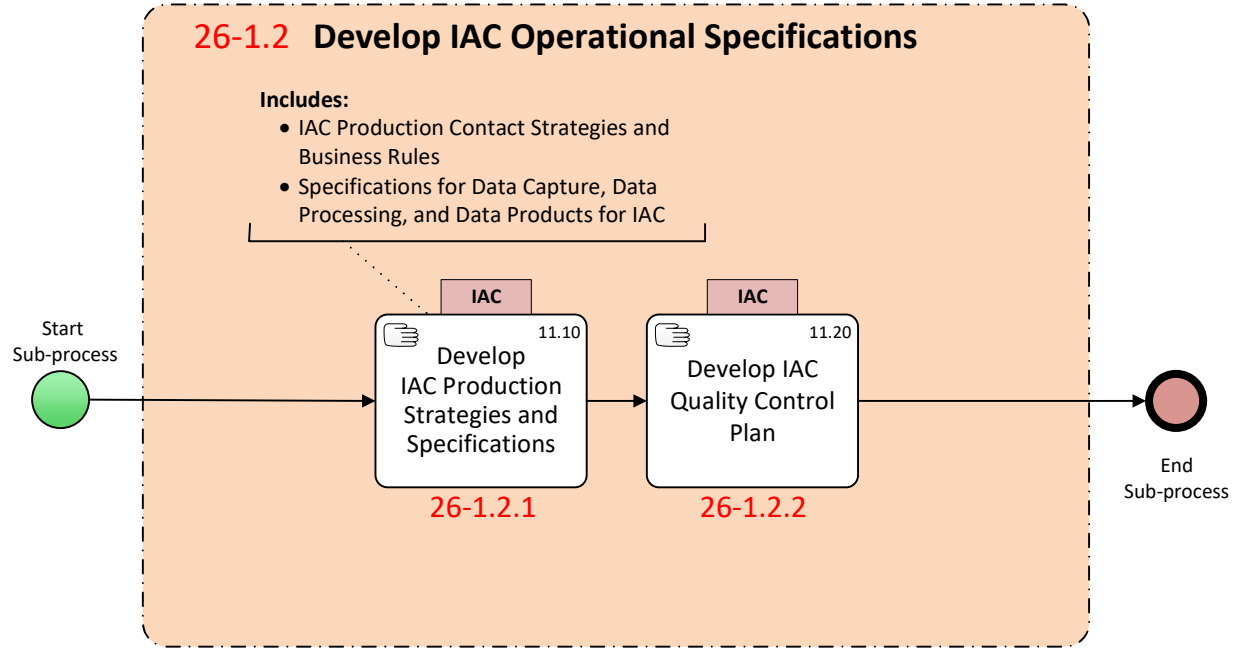 26-1.2 Develop IAC Operational Specifications
Includes:
• IAC Production Contact Strategies and
Business Rules
• Specifications for Data Capture, Data
Processing, and Data Products for IAC
Start
Sub-process
IAC
11.10
Develop
IAC Production
Strategies and
Specifications
26-1.2.1
IAC
11.20
Develop IAC
Quality Control
Plan
26-1.2.2
End
Sub-process